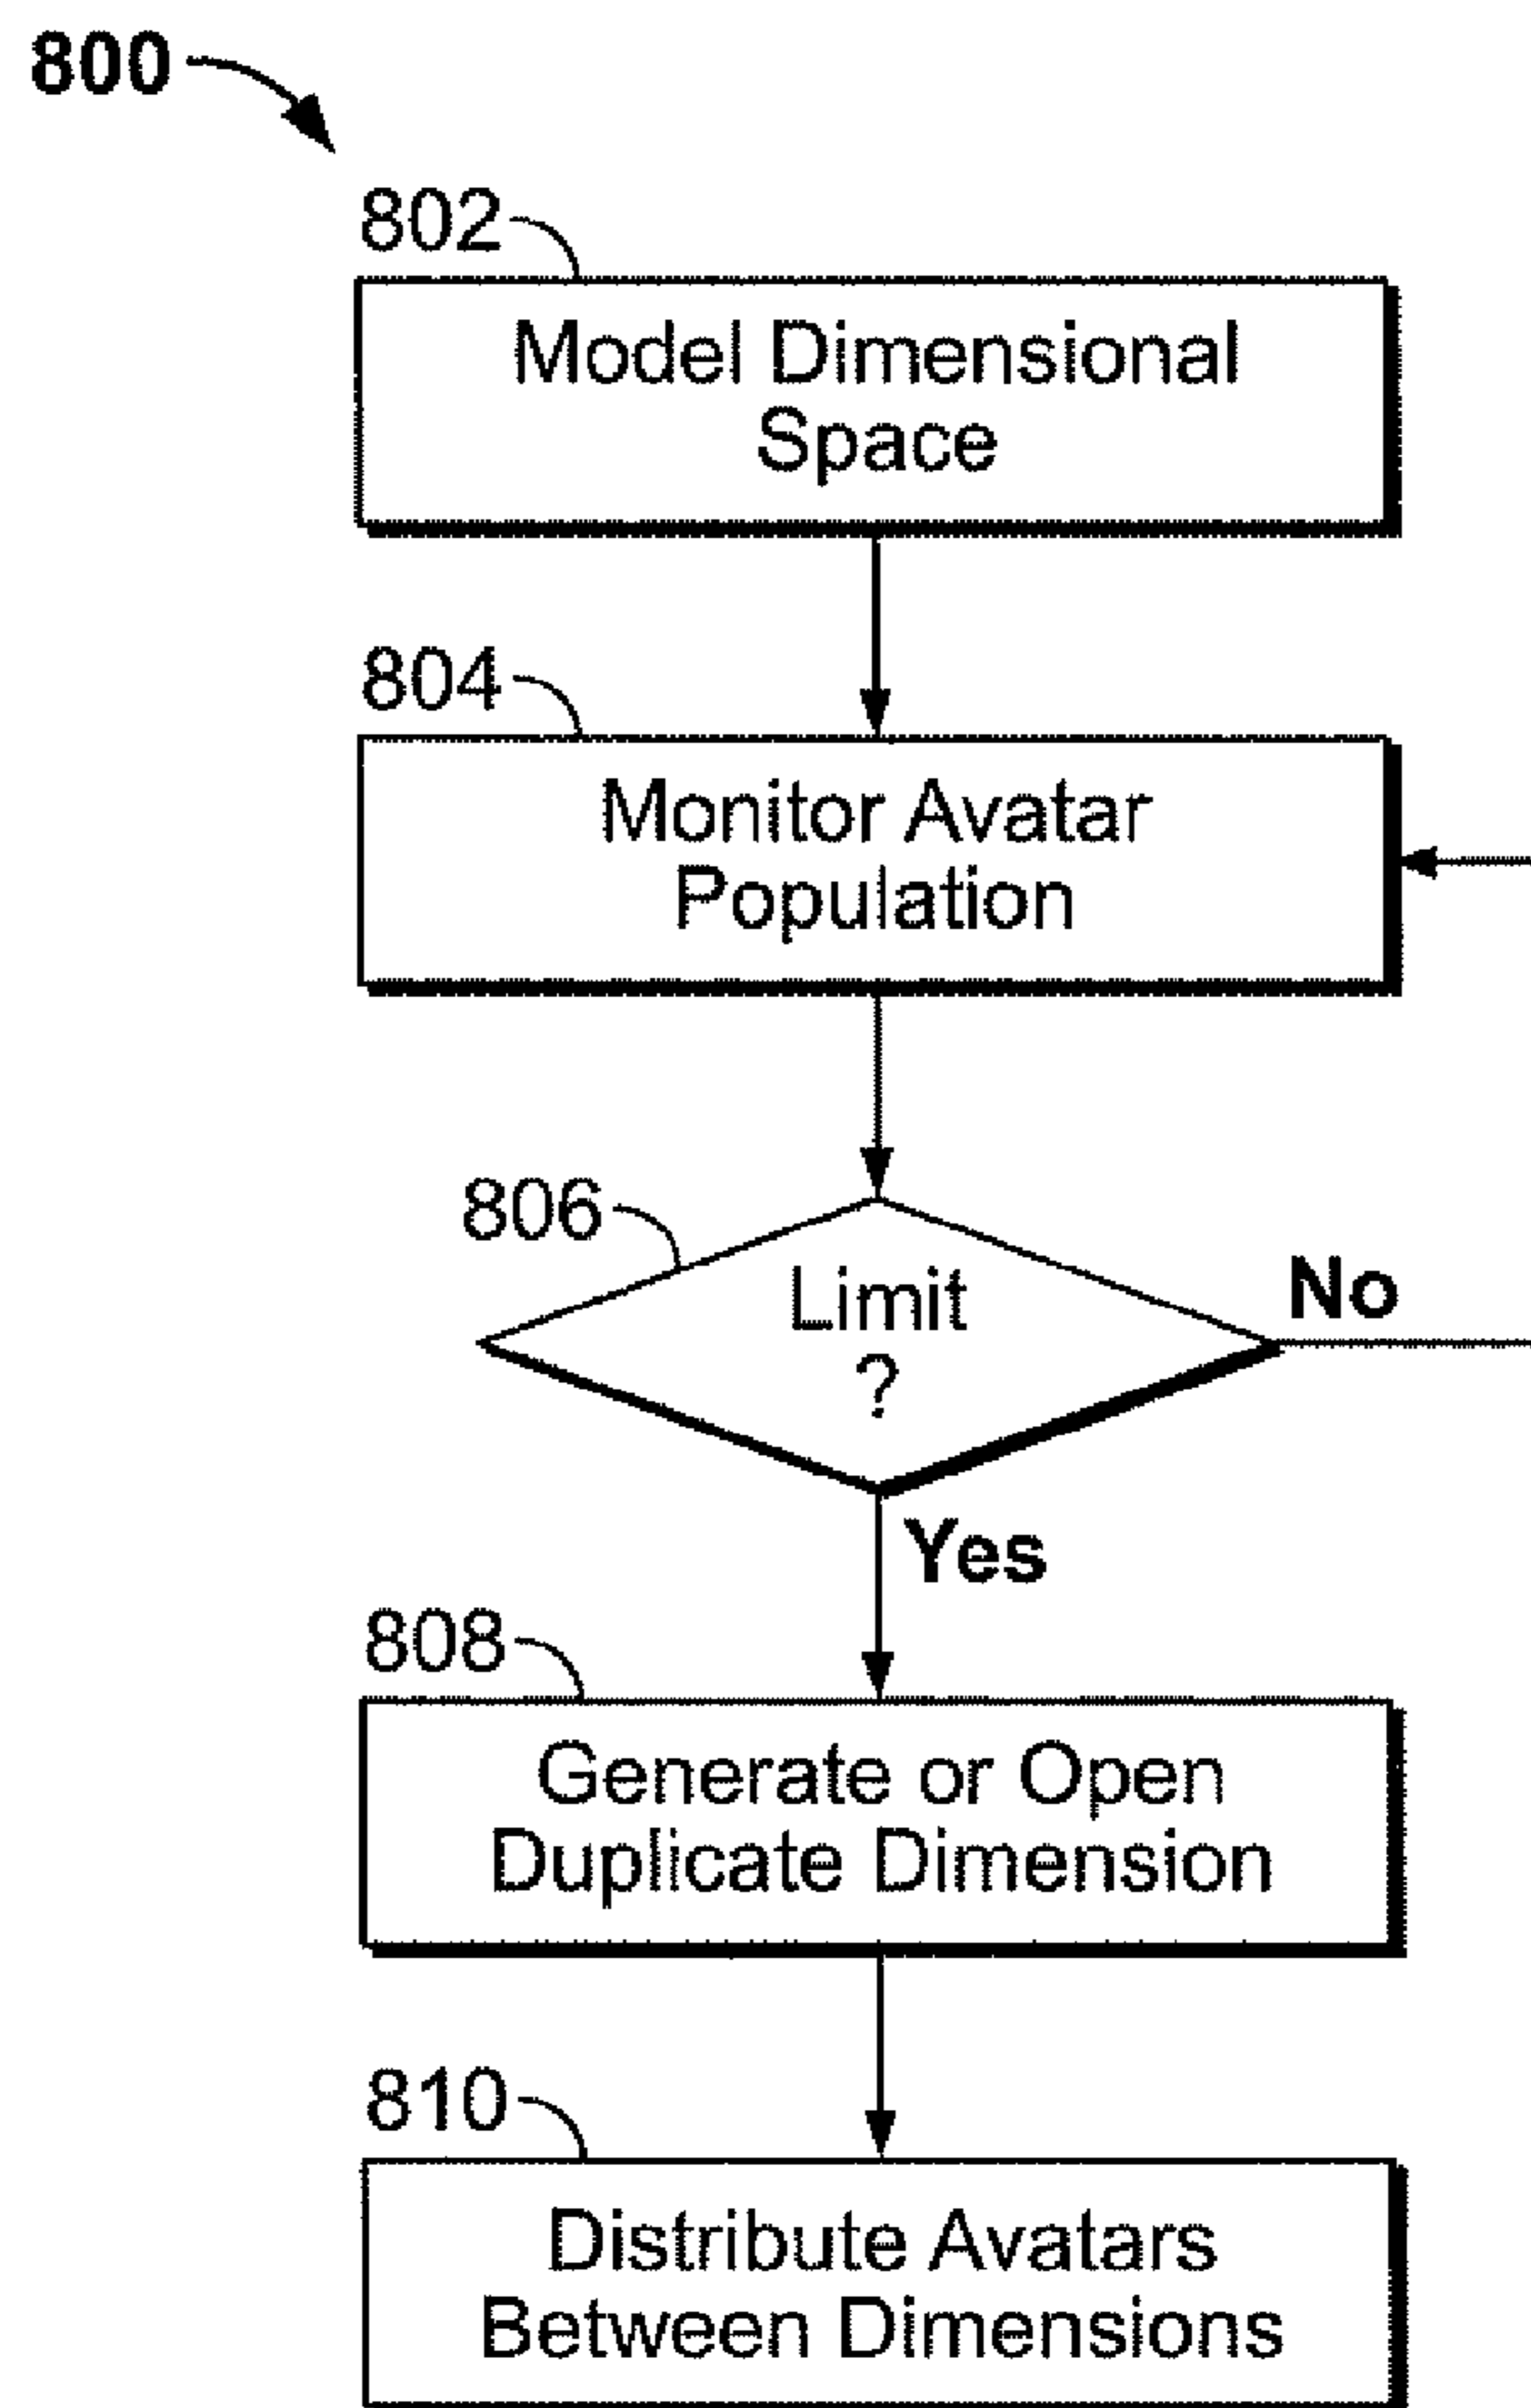 800
802
Model Dimensional
Space
804
Monitor Avatar
Population
806
Limit
?
No
Yes
808
Generate or Open
Duplicate Dimension
810
Distribute Avatars
Between Dimensions